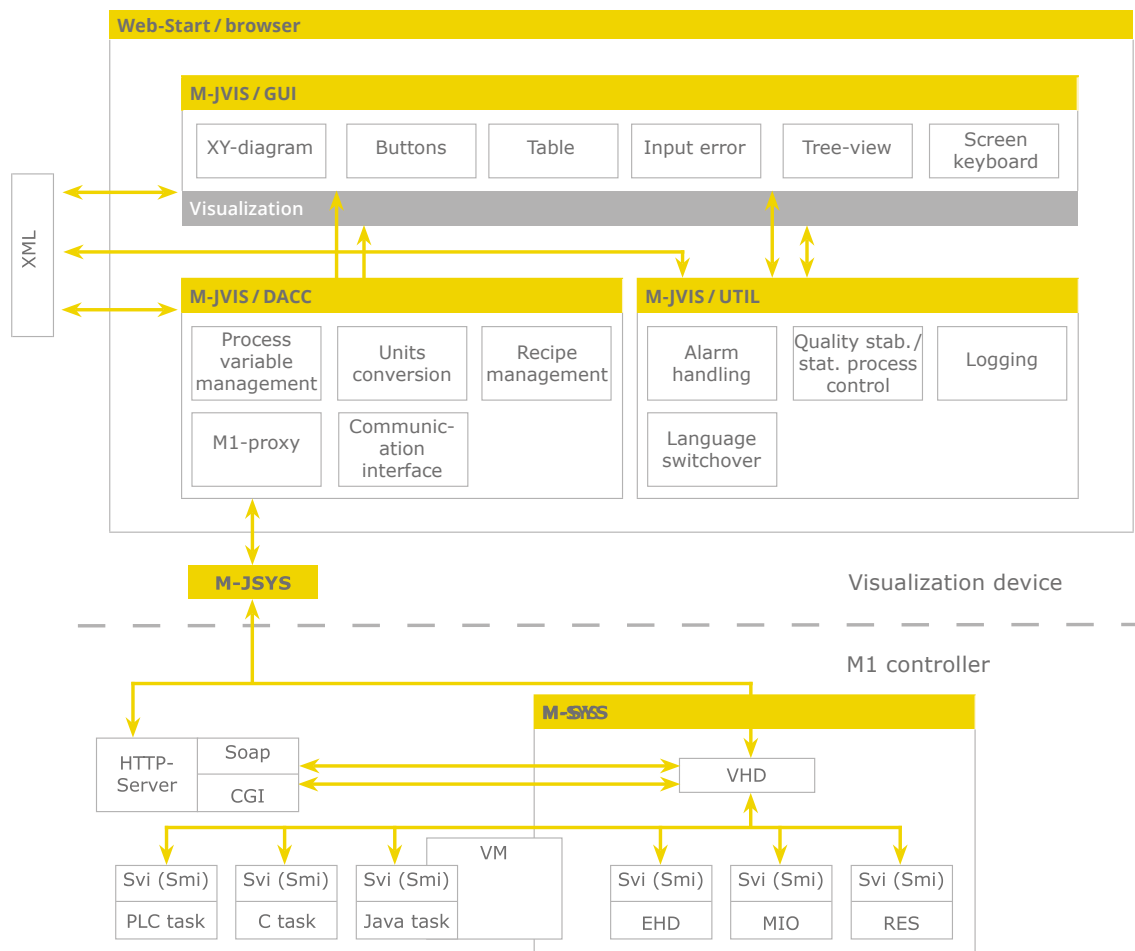 Web-Start / browser
M-JVIS / GUI
XY-diagram
Buttons
Table
Input error
Tree-view
Screen
keyboard
Visualization
XML
M-JVIS / DACC
Process
variable
management
Units
conversion
Recipe
management
M1-proxy
Communic-
ation
interface
M-JVIS / UTIL
Alarm
handling
Quality stab. /
stat. process
control
Logging
Language
switchover
M-JSYS
Visualization device
M1 controller
M-SYS
HTTP-
Server
Soap
CGI
VHD
VM
Svi (Smi)
PLC task
Svi (Smi)
C task
Svi (Smi)
Java task
Svi (Smi)
EHD
Svi (Smi)
MIO
Svi (Smi)
RES